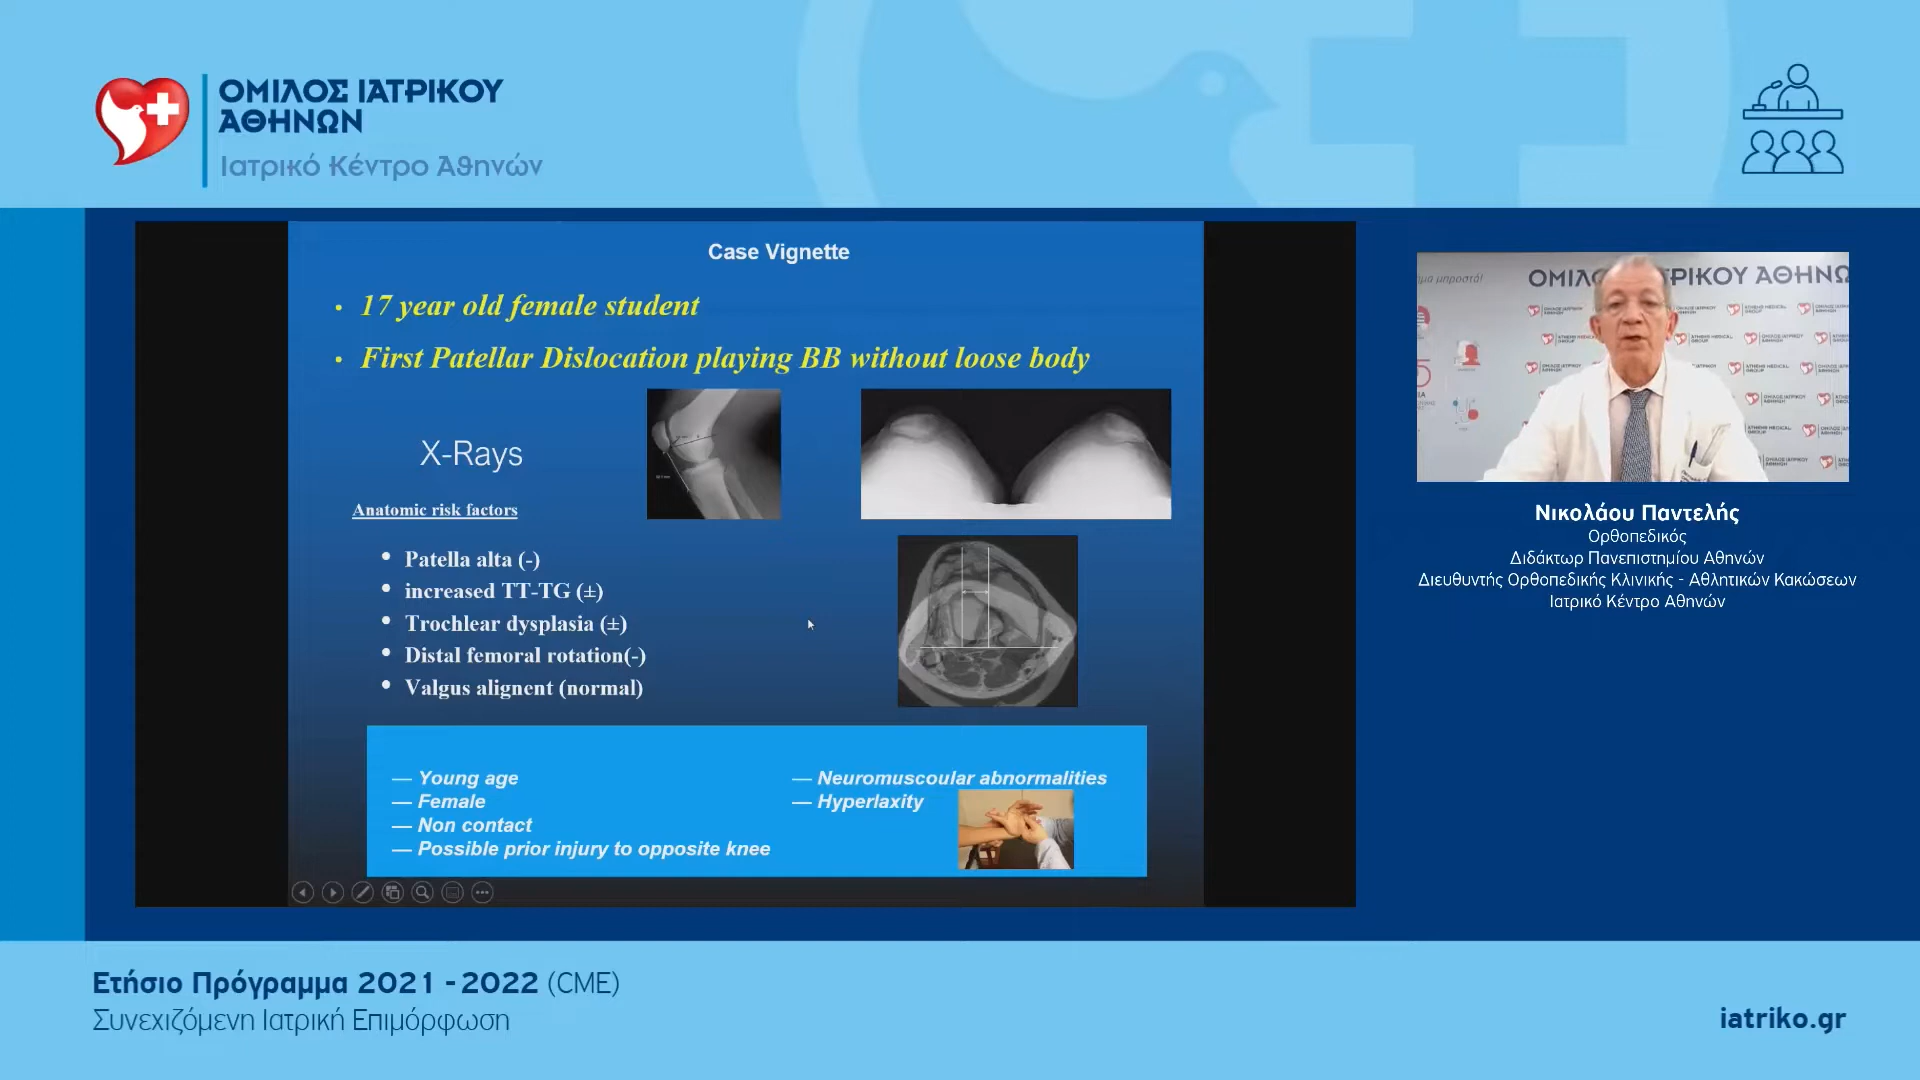 ΟΜΙΛΟΣ ΙΑΤΡΙΚΟΥ
ΑΘΗΝΩΝ
Ιατρικό Κέντρο Αθηνών
Case Vignette
• 17 year old female student
• First Patellar Dislocation playing BB without loose body
X-Rays
Anatomic risk factors
• Patella alta (-)
• increased TT-TG (±)
• Trochlear dysplasia (±)
• Distal femoral rotation(-)
• Valgus alignent (normal)
— Young age
— Female
— Non contact
— Possible prior injury to opposite knee
— Neuromuscoular abnormalities
— Hyperlaxity
μπροστά!
ΟΜΙΛΟ ΡΙΚΟΥ ΑΘΗΝΩ
Νικολάου Παντελής
Ορθοπεδικός
Διδάκτωρ Πανεπιστημίου Αθηνών
Διευθυντής Ορθοπεδικής Κλινικής - Αθλητικών Κακώσεων
Ιατρικό Κέντρο Αθηνών
Ετήσιο Πρόγραμμα 2021 - 2022 (CME)
Συνεχιζόμενη Ιατρική Επιμόρφωση
iatriko.gr